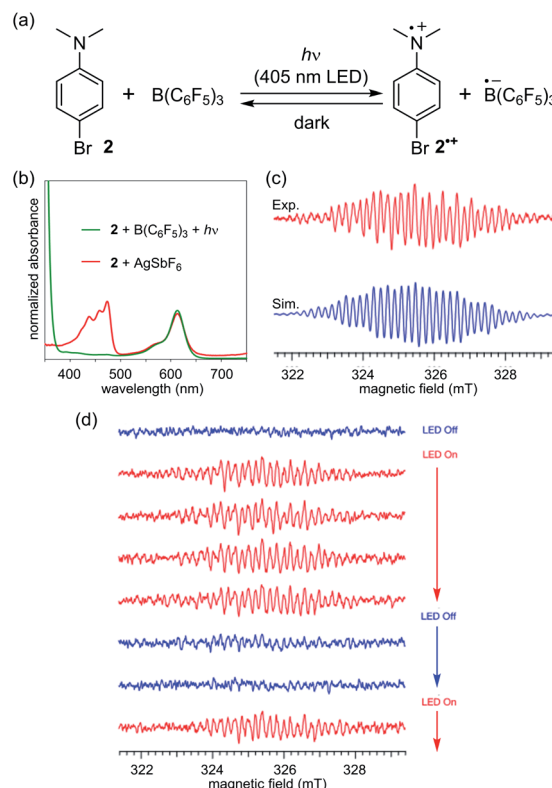 (a)
N
+
B(C6F5)3
hν
(405 nm LED)
dark
•+
N
+
•–
B(C6F5)3
Br 2
Br 2•+
(b)
normalized absorbance
2 + B(C6F5)3 + hν
2 + AgSbF6
400 500 600 700
wavelength (nm)
(c)
Exp.
Sim.
322 324 326 328
magnetic field (mT)
(d)
LED Off
LED On
LED Off
LED On
322 324 326 328
magnetic field (mT)